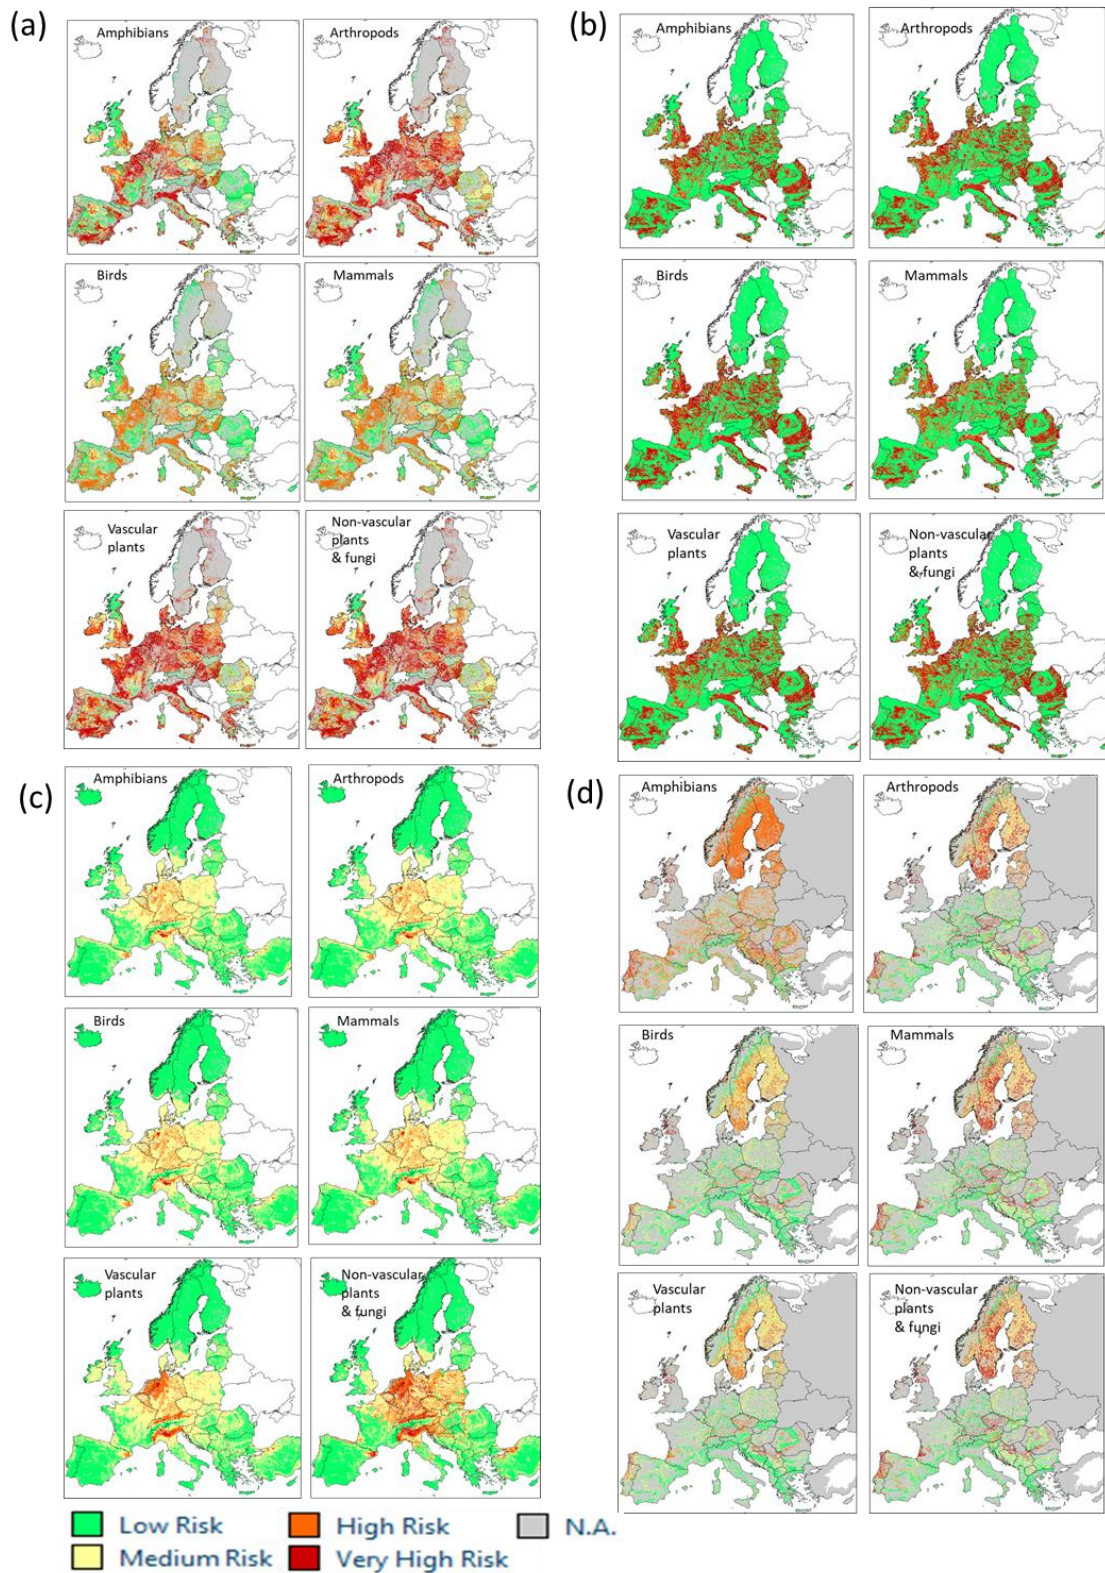 (a)
Amphibians
Arthropods
Birds
Mammals
Vascular
plants
Non-vascular
plants
& fungi
(b)
Amphibians
Arthropods
Birds
Mammals
Vascular
plants
Non-vascular
plants
& fungi
(c)
Amphibians
Arthropods
Birds
Mammals
Vascular
plants
Non-vascular
plants
& fungi
(d)
Amphibians
Arthropods
Birds
Mammals
Vascular
plants
Non-vascular
plants
& fungi
Low Risk
High Risk
N.A.
Medium Risk
Very High Risk